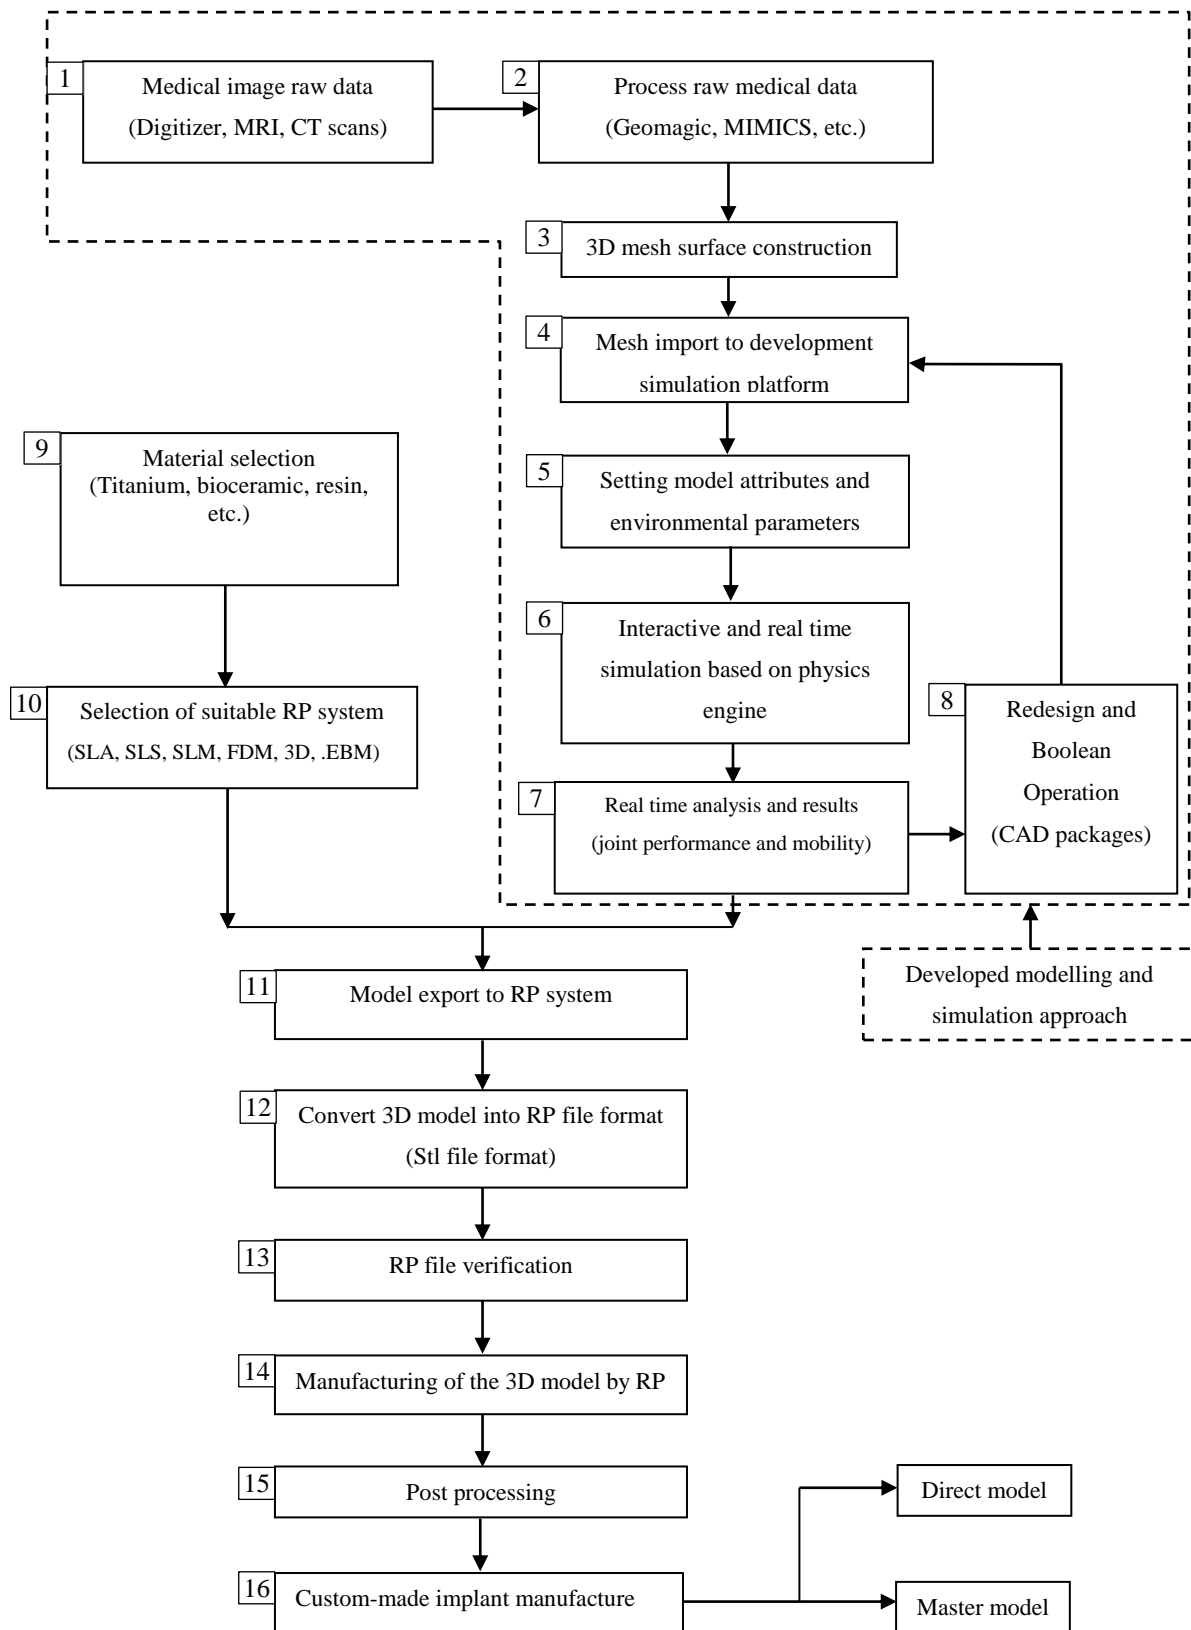 1
Medical image raw data
(Digitizer, MRI, CT scans)
2
Process raw medical data
(Geomagic, MIMICS, etc.)
3
3D mesh surface construction
4
Mesh import to development
simulation platform
5
Setting model attributes and
environmental parameters
6
Interactive and real time
simulation based on physics
engine
7
Real time analysis and results
(joint performance and mobility)
8
Redesign and
Boolean
Operation
(CAD packages)
9
Material selection
(Titanium, bioceramic, resin,
etc.)
10
Selection of suitable RP system
(SLA, SLS, SLM, FDM, 3D, .EBM)
Developed modelling and
simulation approach
11
Model export to RP system
12
Convert 3D model into RP file format
(Stl file format)
13
RP file verification
14
Manufacturing of the 3D model by RP
15
Post processing
16
Custom-made implant manufacture
Direct model
Master model